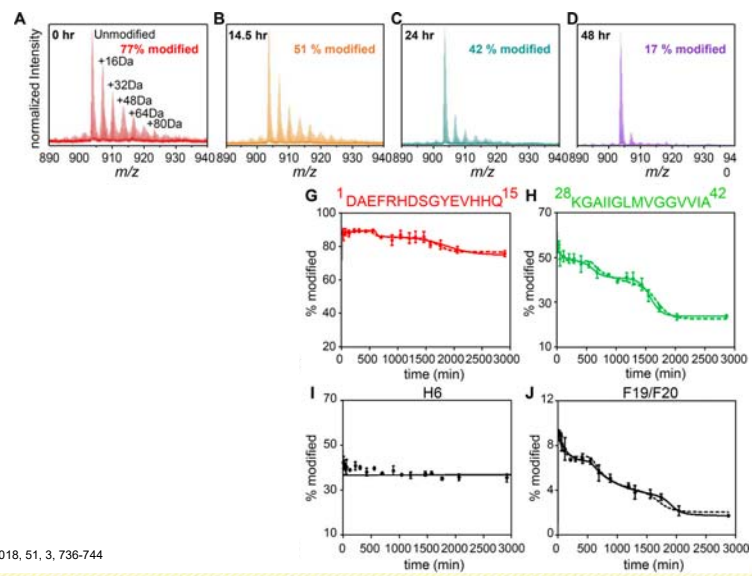 A
0 hr
Unmodified
77% modified
+16Da
+32Da
+48Da
+64Da
+80Da
normalized Intensity
890 900 910 920 930 940
m/z
B
14.5 hr
51 % modified
890 900 910 920 930 940
m/z
C
24 hr
42 % modified
890 900 910 920 930 940
m/z
D
48 hr
17 % modified
890 900 910 920 930 94
0
m/z
G
1DAEFRHDSGYEVHHQ15
100
80
60
40
20
% modified
0 500 1000 1500 2000 2500 3000
time (min)
H
28KGAIIGLMVGGVVIA42
70
50
30
10
% modified
0 500 1000 1500 2000 2500 3000
time (min)
I
H6
70
50
30
10
% modified
0 500 1000 1500 2000 2500 3000
time (min)
J
F19/F20
12
8
4
0
% modified
0 500 1000 1500 2000 2500 3000
time (min)
018, 51, 3, 736-744